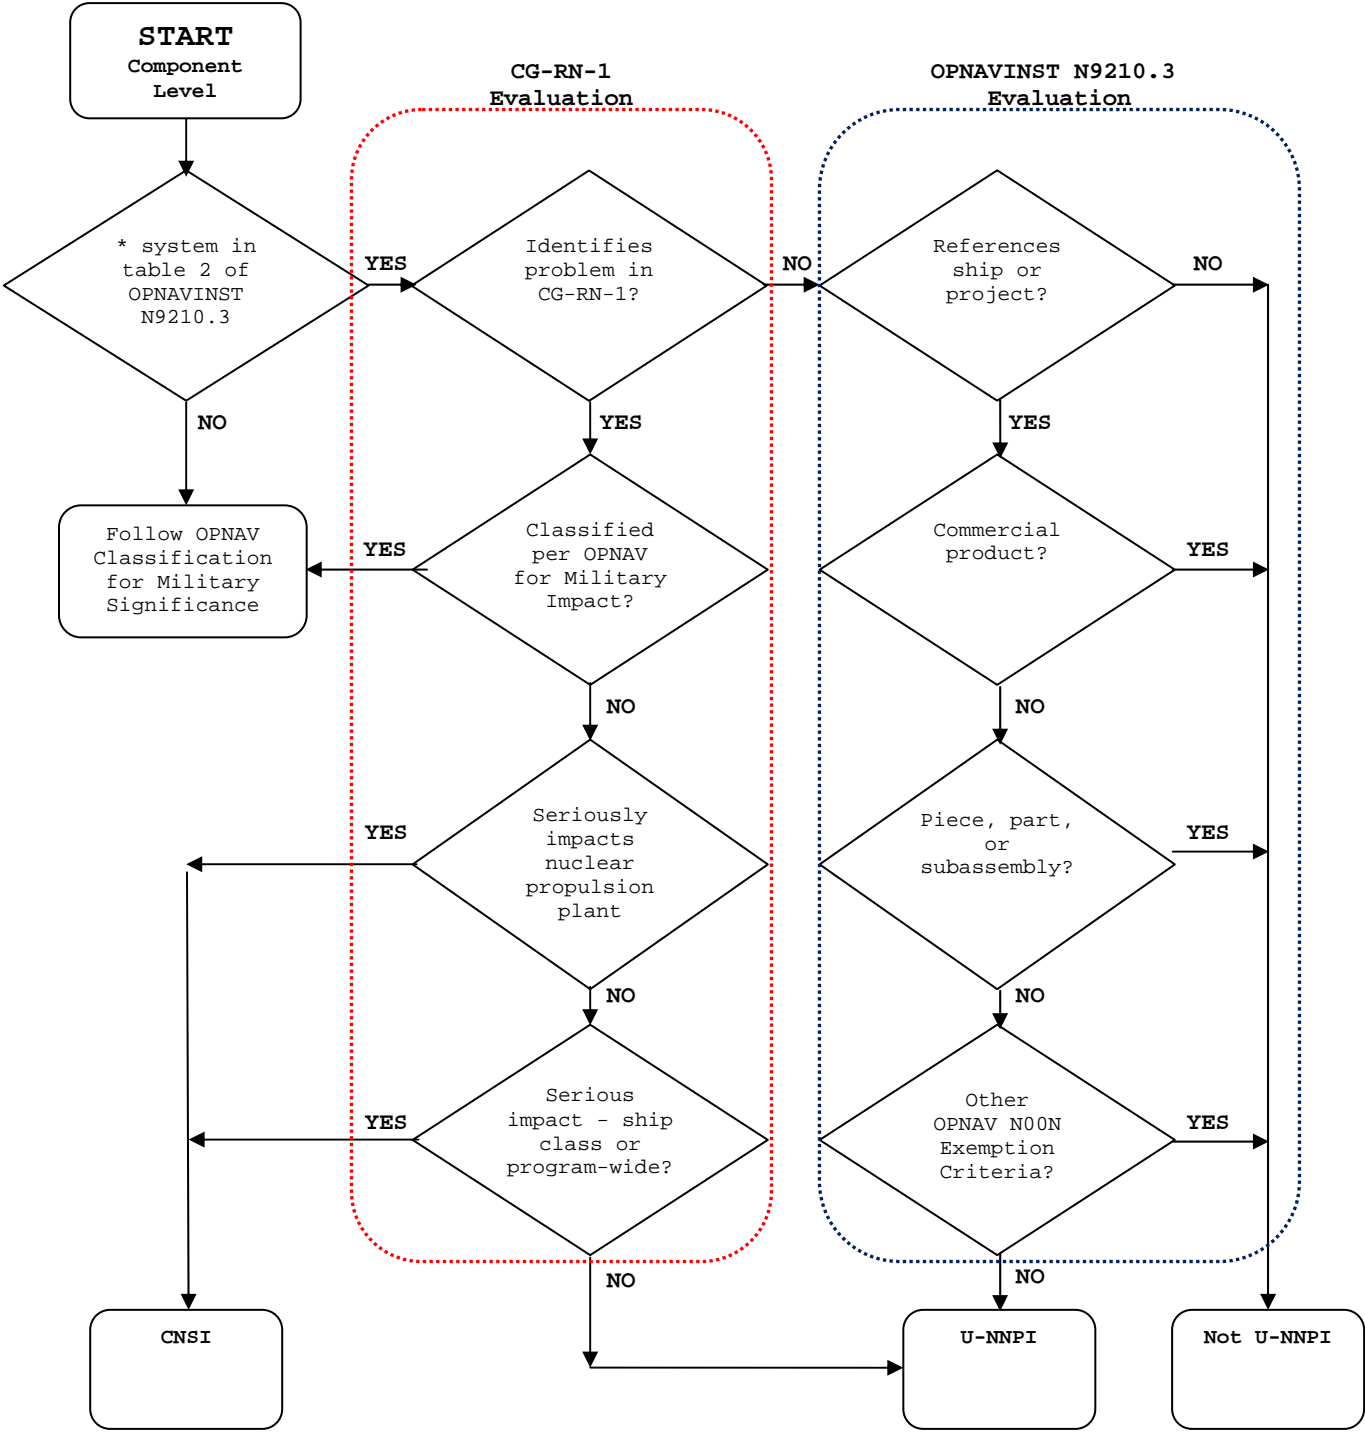 START
Component
Level
CG-RN-1
Evaluation
OPNAVINST N9210.3
Evaluation
* system in
table 2 of
OPNAVINST
N9210.3
YES
Identifies
problem in
CG-RN-1?
NO
References
ship or
project?
NO
NO
YES
YES
Follow OPNAV
Classification
for Military
Significance
YES
Classified
per OPNAV
for Military
Impact?
Commercial
product?
YES
NO
NO
YES
Seriously
impacts
nuclear
propulsion
plant
Piece, part,
or
subassembly?
YES
NO
NO
YES
Serious
impact - ship
class or
program-wide?
Other
OPNAV N00N
Exemption
Criteria?
YES
NO
NO
CNSI
U-NNPI
Not U-NNPI